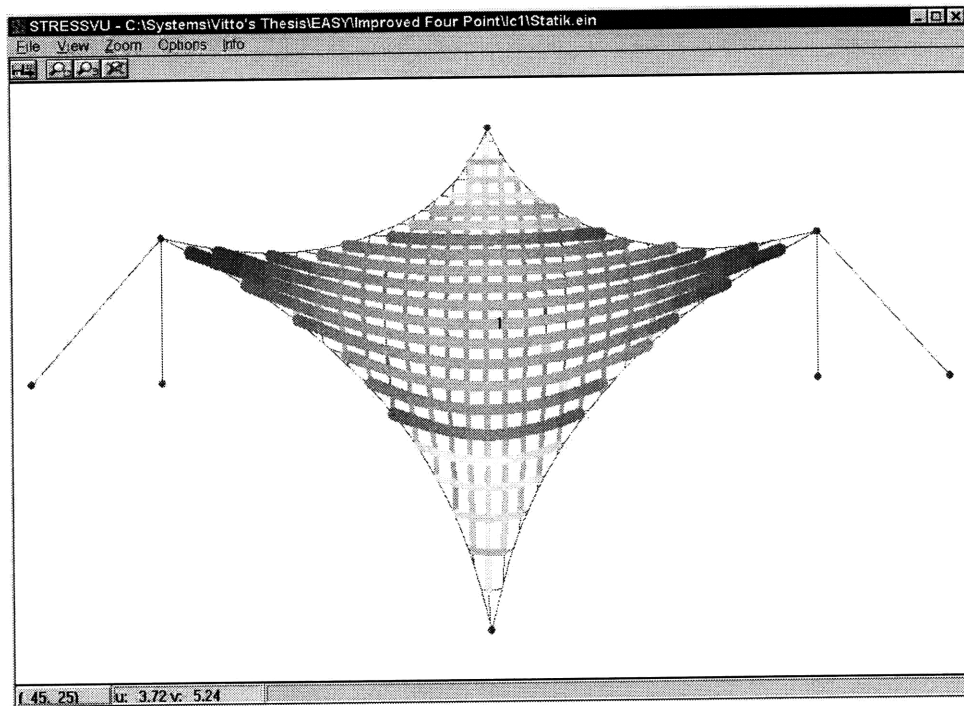 STRESSVU - C:\Systems\Vitto's Thesis\EASY\Improved Four Point\lc1\Statik.ein
File View Zoom Options Info
( 45, 25) u: 3.72 v: 5.24